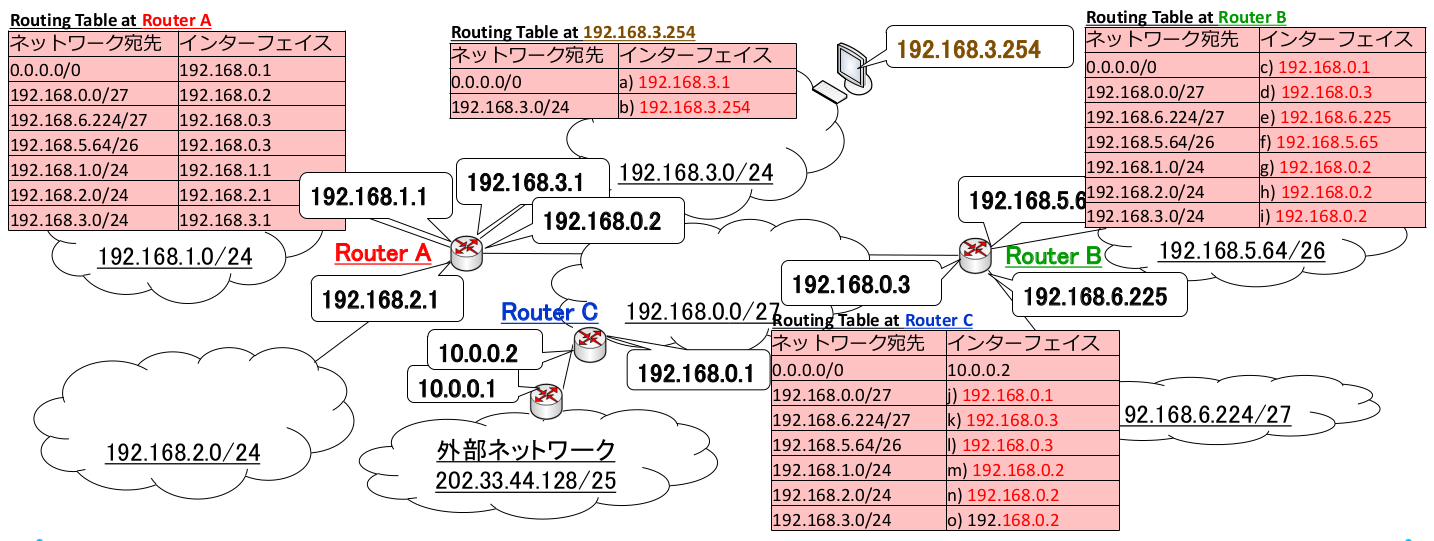 Routing Table at Router A
ネットワーク宛先 インターフェイス
0.0.0.0/0 192.168.0.1
192.168.0.0/27 192.168.0.2
192.168.6.224/27 192.168.0.3
192.168.5.64/26 192.168.0.3
192.168.1.0/24 192.168.1.1
192.168.2.0/24 192.168.2.1
192.168.3.0/24 192.168.3.1
Routing Table at 192.168.3.254
ネットワーク宛先 インターフェイス
0.0.0.0/0 a) 192.168.3.1
192.168.3.0/24 b) 192.168.3.254
192.168.3.254
Routing Table at Router B
ネットワーク宛先 インターフェイス
0.0.0.0/0 c) 192.168.0.1
192.168.0.0/27 d) 192.168.0.3
192.168.6.224/27 e) 192.168.6.225
192.168.5.64/26 f) 192.168.5.65
192.168.1.0/24 g) 192.168.0.2
192.168.2.0/24 h) 192.168.0.2
192.168.3.0/24 i) 192.168.0.2
192.168.3.0/24
192.168.1.1
192.168.3.1
192.168.0.2
192.168.5.6
Router A
192.168.1.0/24
Router B
192.168.5.64/26
192.168.2.1
192.168.0.3
192.168.6.225
Router C
192.168.0.0/27
10.0.0.2
192.168.0.1
10.0.0.1
Routing Table at Router C
ネットワーク宛先 インターフェイス
0.0.0.0/0 10.0.0.2
192.168.0.0/27 j) 192.168.0.1
192.168.6.224/27 k) 192.168.0.3
192.168.5.64/26 l) 192.168.0.3
192.168.1.0/24 m) 192.168.0.2
192.168.2.0/24 n) 192.168.0.2
192.168.3.0/24 o) 192.168.0.2
92.168.6.224/27
192.168.2.0/24
外部ネットワーク
202.33.44.128/25